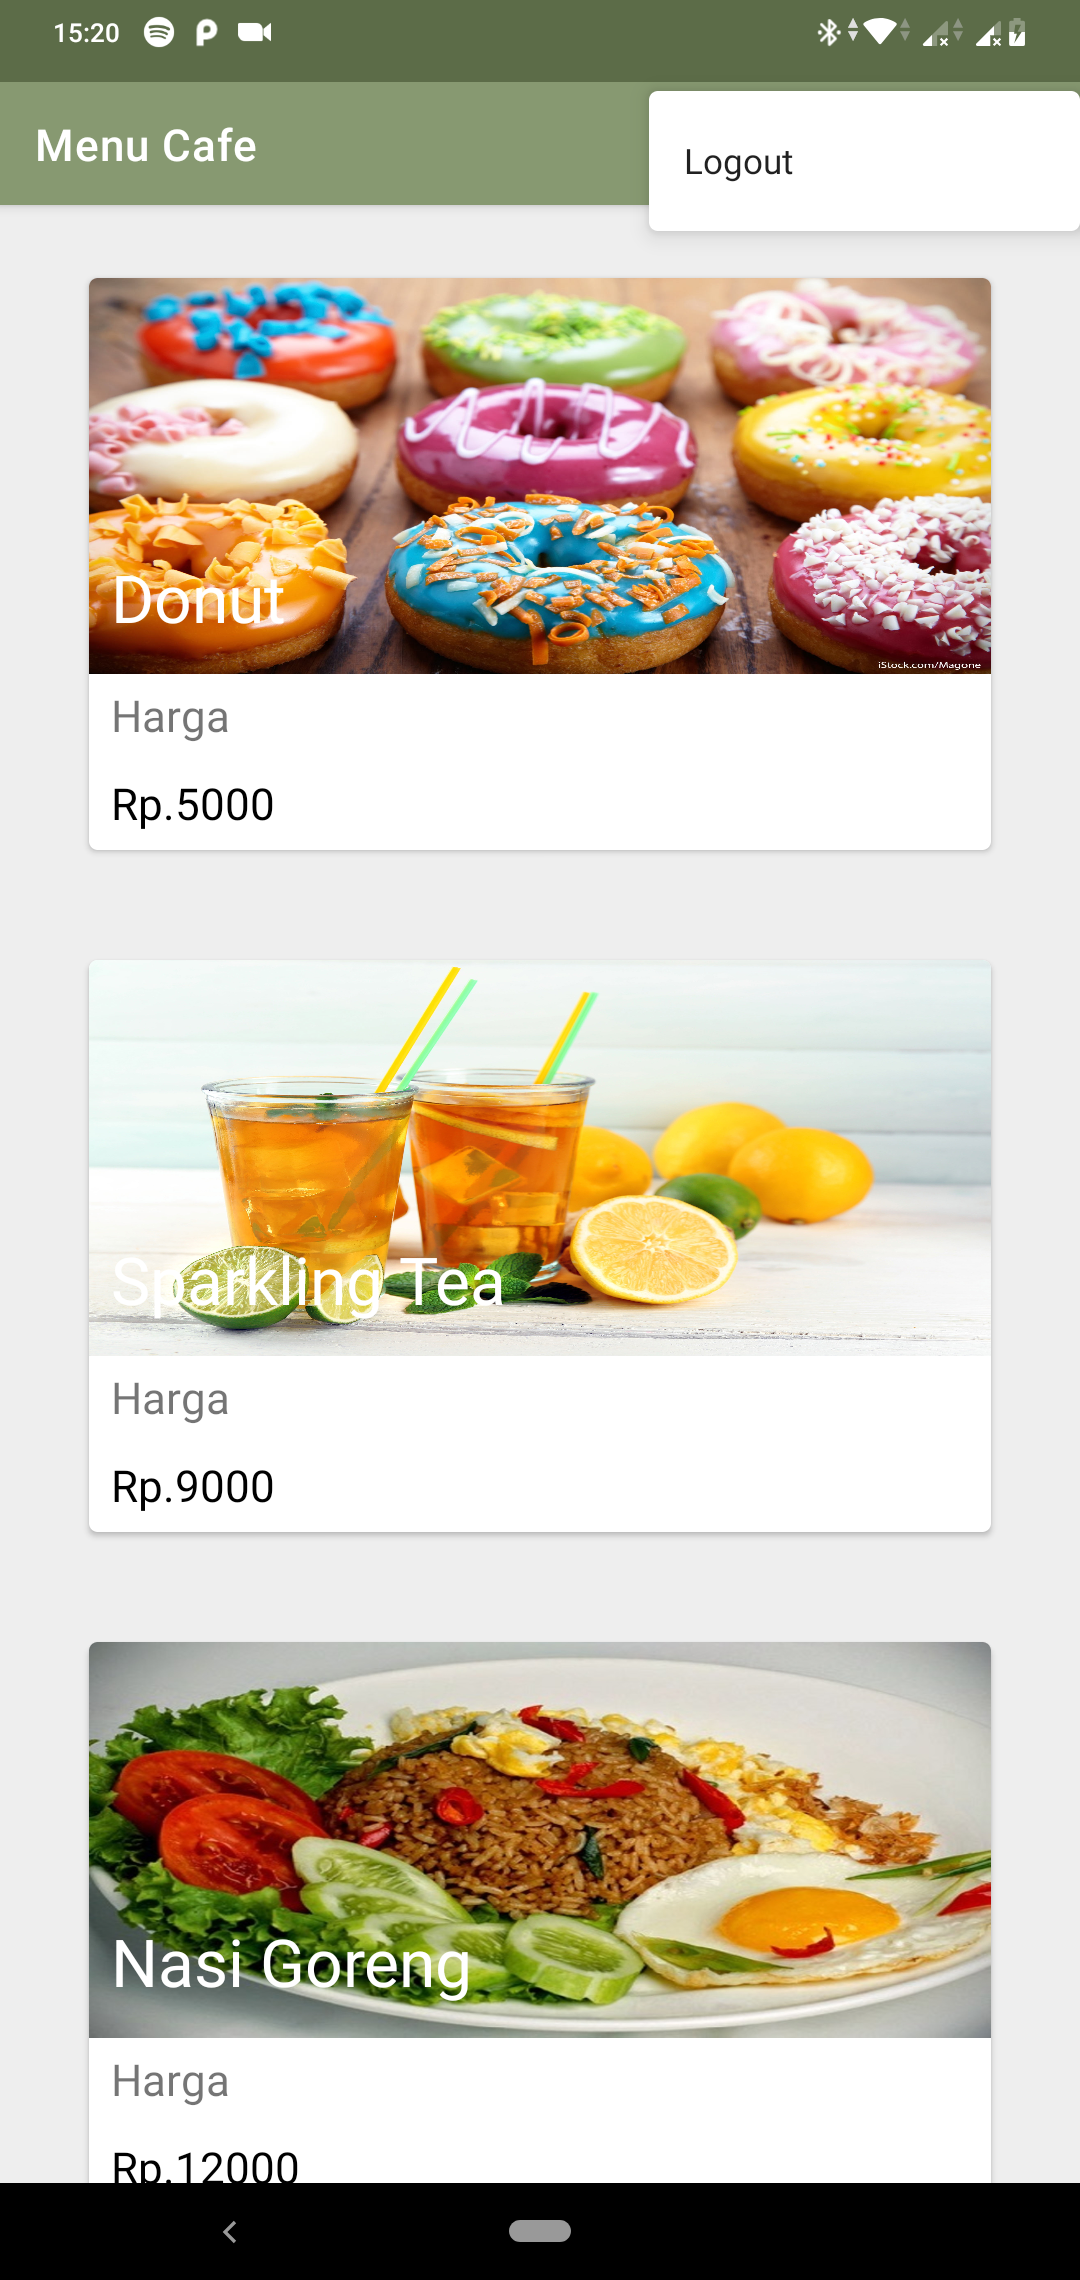 15:20
Menu Cafe
Logout
Donut
iStock.com/Magone
Harga
Rp.5000
Sparkling Tea
Harga
Rp.9000
Nasi Goreng
Harga
Rp.12000